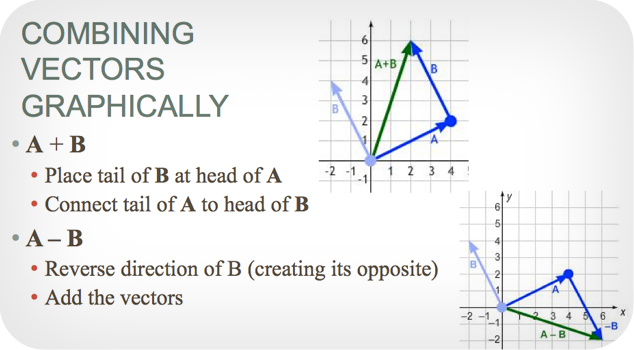 COMBINING
VECTORS
GRAPHICALLY
• A + B
• Place tail of B at head of A
• Connect tail of A to head of B
• A – B
• Reverse direction of B (creating its opposite)
• Add the vectors
6
5
4
3
2
1
-1
-2 -1 1 2 3 4
A+B
B
B
A
y
6
5
4
3
2
1
-1
-2
-2 -1 1 2 3 4 5 6 x
B
A
-B
A – B